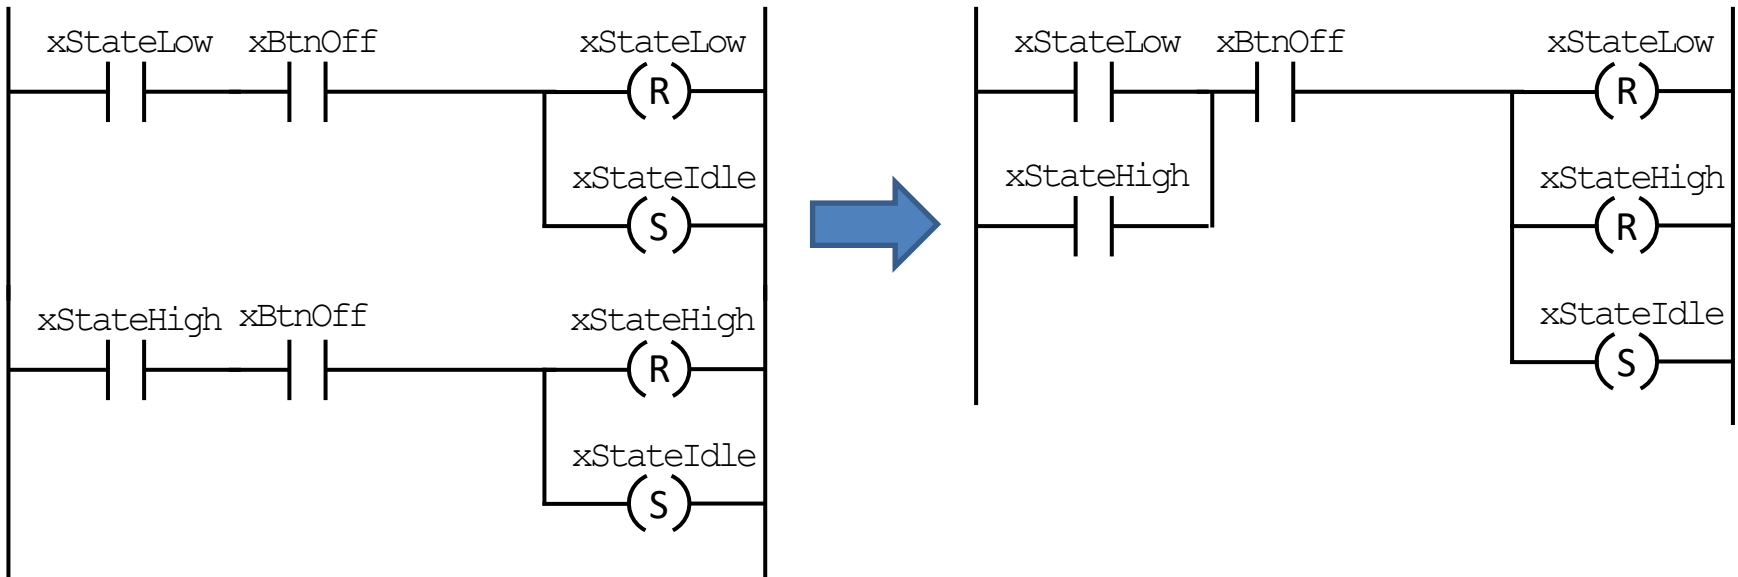 xStateLow xBtnOff xStateLow
R
xStateIdle
S
xStateHigh xBtnOff xStateHigh
R
xStateIdle
S
xStateLow xBtnOff xStateLow
R
xStateHigh xStateHigh
R
xStateIdle
S